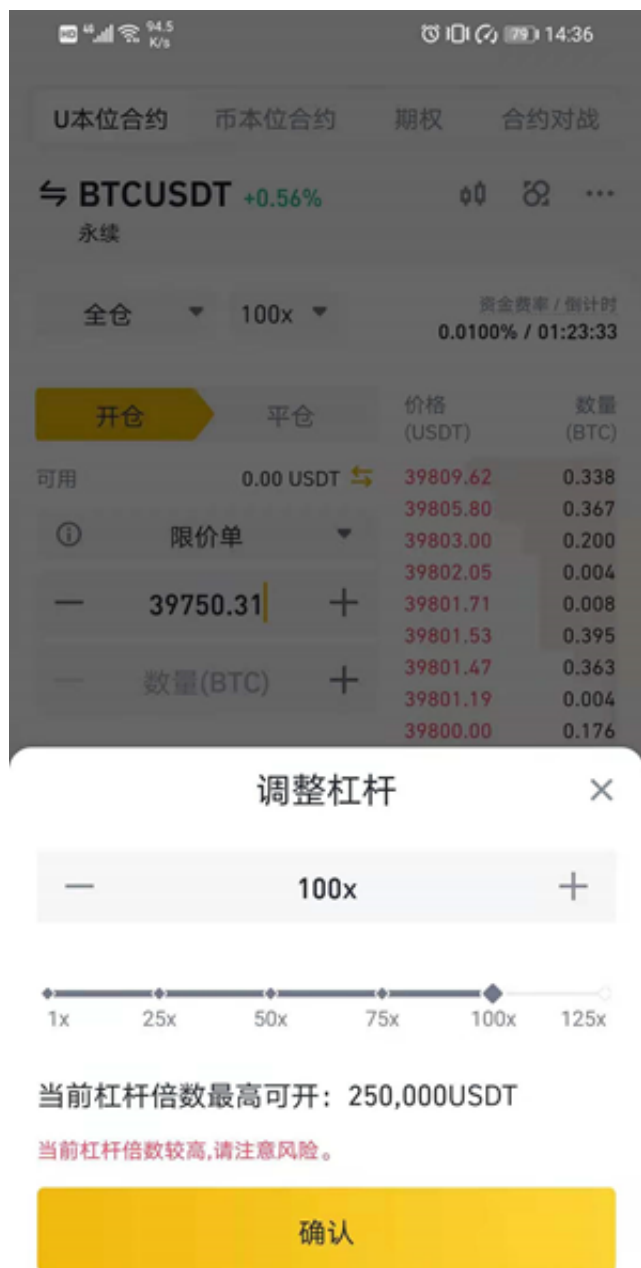 HD 4G 94.5 K/s 79 14:36
U本位合约 币本位合约 期权 合约对战
BTCUSDT +0.56%
永续
全仓 100x 资金费率 / 倒计时
0.0100% / 01:23:33
开仓 平仓 价格 (USDT) 数量 (BTC)
可用 0.00 USDT 39809.62 0.338
39805.80 0.367
限价单 39803.00 0.200
39802.05 0.004
39750.31 39801.71 0.008
39801.53 0.395
数量(BTC) 39801.47 0.363
39801.19 0.004
39800.00 0.176
调整杠杆
100x
1x 25x 50x 75x 100x 125x
当前杠杆倍数最高可开：250,000USDT
当前杠杆倍数较高,请注意风险。
确认